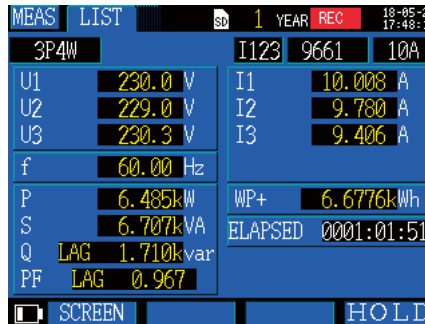 MEAS LIST SD 1 YEAR REC 18-05-
17:48:
3P4W I123 9661 10A
U1 230.0 V I1 10.008 A
U2 229.0 V I2 9.780 A
U3 230.3 V I3 9.406 A
f 60.00 Hz
P 6.485kW WP+ 6.6776kWh
S 6.707kVA ELAPSED 0001:01:51
Q LAG 1.710kvar
PF LAG 0.967
SCREEN HOLD